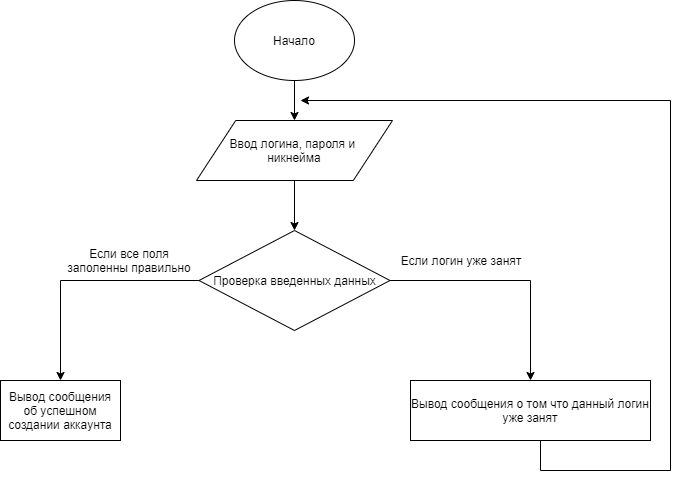 Начало
Ввод логина, пароля и
никнейма
Если все поля
заполенны правильно
Если логин уже занят
Проверка введенных данных
Вывод сообщения
об успешном
создании аккаунта
Вывод сообщения о том что данный логин
уже занят